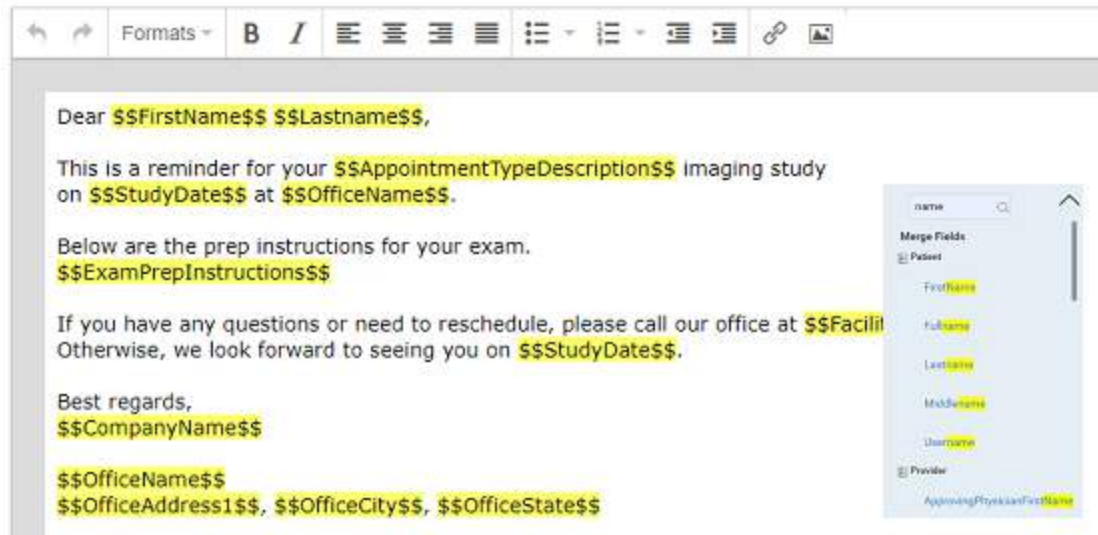 Formats
B I
Dear $$FirstName$$ $$Lastname$$,
This is a reminder for your $$AppointmentTypeDescription$$ imaging study
on $$StudyDate$$ at $$OfficeName$$.
Below are the prep instructions for your exam.
$$ExamPrepInstructions$$
If you have any questions or need to reschedule, please call our office at $$Facilit
Otherwise, we look forward to seeing you on $$StudyDate$$.
Best regards,
$$CompanyName$$
$$OfficeName$$
$$OfficeAddress1$$, $$OfficeCity$$, $$OfficeState$$
name
Merge Fields
Patient
FirstName
Fullname
Lastname
Middlename
Username
Provider
ApprovingPhysicianFirstName